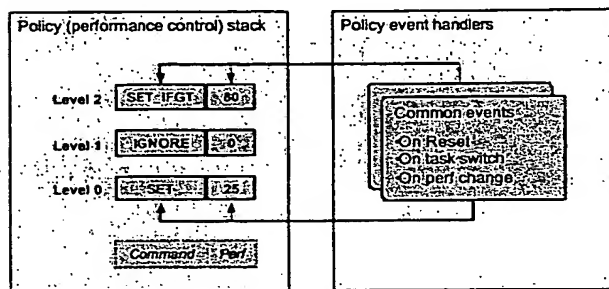 Policy (performance control) stack
Policy event handlers
Level 2 SET IFGT 80
Level 1 IGNORE 0
Level 0 SET 25
Command Perf
Common events
-On Reset
-On task switch
-On perf change